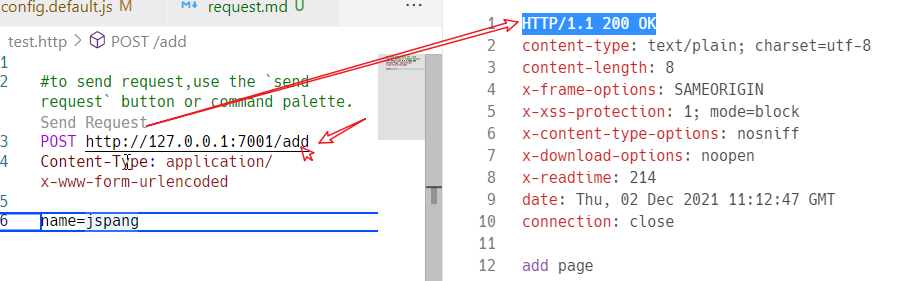 config.default.js
request.md
...
test.http > POST /add
1
2 #to send request,use the `send
request` button or command palette.
Send Request
3 POST http://127.0.0.1:7001/add
4 Content-Type: application/
x-www-form-urlencoded
5
6 name=jspang
1 HTTP/1.1 200 OK
2 content-type: text/plain; charset=utf-8
3 content-length: 8
4 x-frame-options: SAMEORIGIN
5 x-xss-protection: 1; mode=block
6 x-content-type-options: nosniff
7 x-download-options: noopen
8 x-readtime: 214
9 date: Thu, 02 Dec 2021 11:12:47 GMT
10 connection: close
11
12 add page